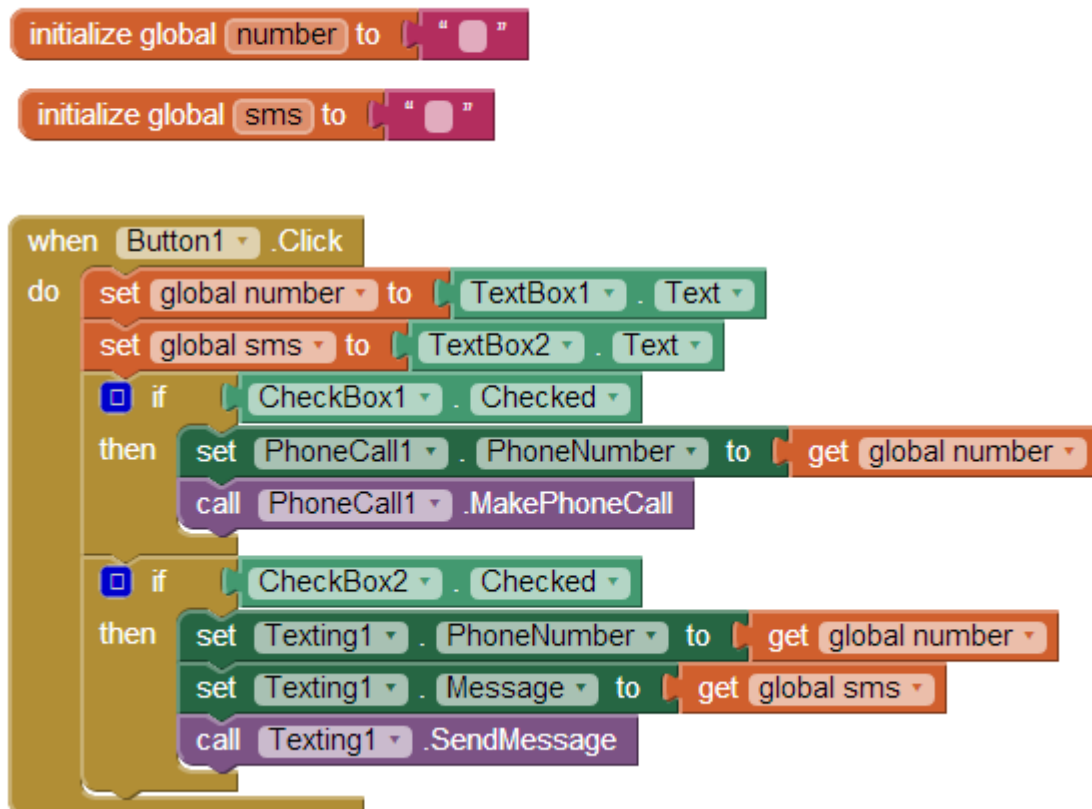 initialize global number to " "
initialize global sms to " "
when Button1 .Click
do set global number to TextBox1 . Text
set global sms to TextBox2 . Text
if CheckBox1 . Checked
then set PhoneCall1 . PhoneNumber to get global number
call PhoneCall1 .MakePhoneCall
if CheckBox2 . Checked
then set Texting1 . PhoneNumber to get global number
set Texting1 . Message to get global sms
call Texting1 .SendMessage